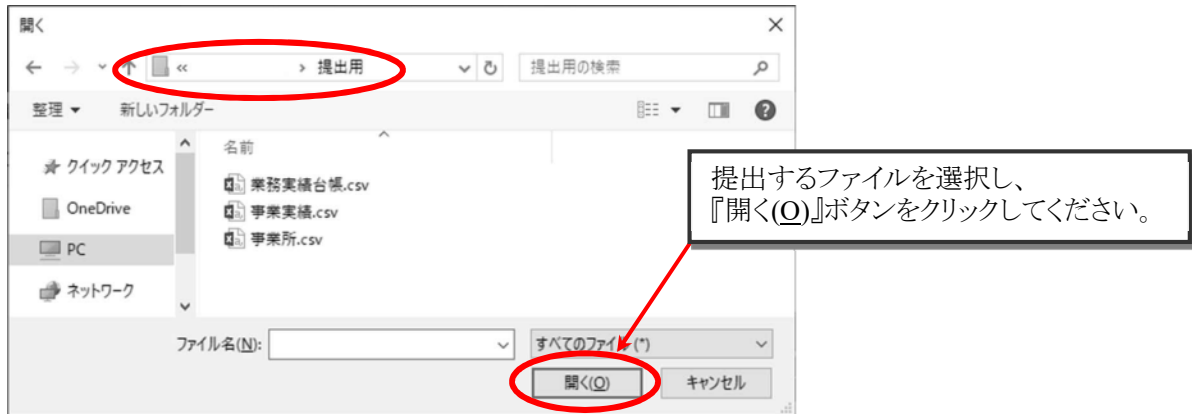 開く
« > 提出用
提出用の検索
整理 新しいフォルダー
名前
クイック アクセス
OneDrive
PC
ネットワーク
業務実績台帳.csv
事業実績.csv
事業所.csv
提出するファイルを選択し、
『開く(O)』ボタンをクリックしてください。
ファイル名(N):
すべてのファイル (*)
開く(O)
キャンセル